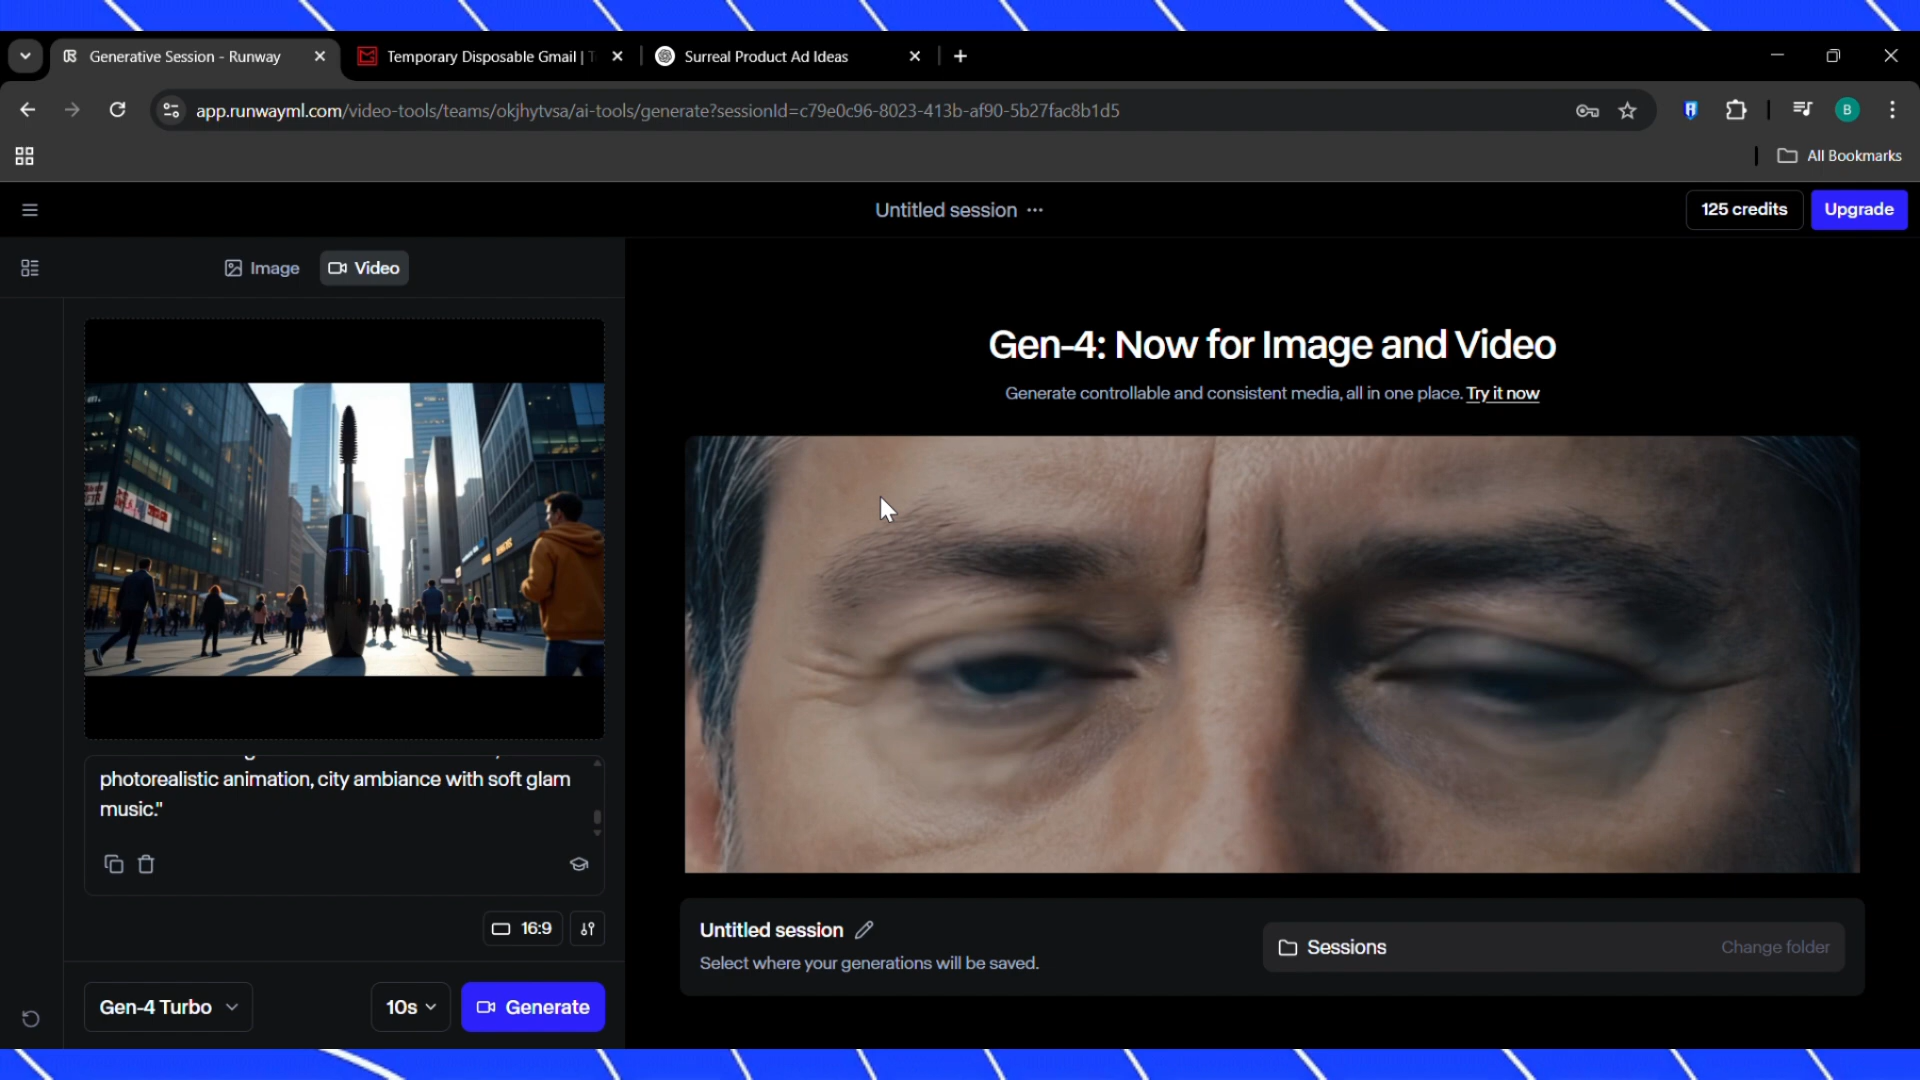 Generative Session - Runway
Temporary Disposable Gmail |
Surreal Product Ad Ideas
app.runwayml.com/video-tools/teams/okjhytvsa/ai-tools/generate?sessionId=c79e0c96-8023-413b-af90-5b27fac8b1d5
B
All Bookmarks
Untitled session
125 credits
Upgrade
Image
Video
Gen-4: Now for Image and Video
Generate controllable and consistent media, all in one place. Try it now
photorealistic animation, city ambiance with soft glam
music."
16:9
Untitled session
Select where your generations will be saved.
Sessions
Change folder
Gen-4 Turbo
10s
Generate